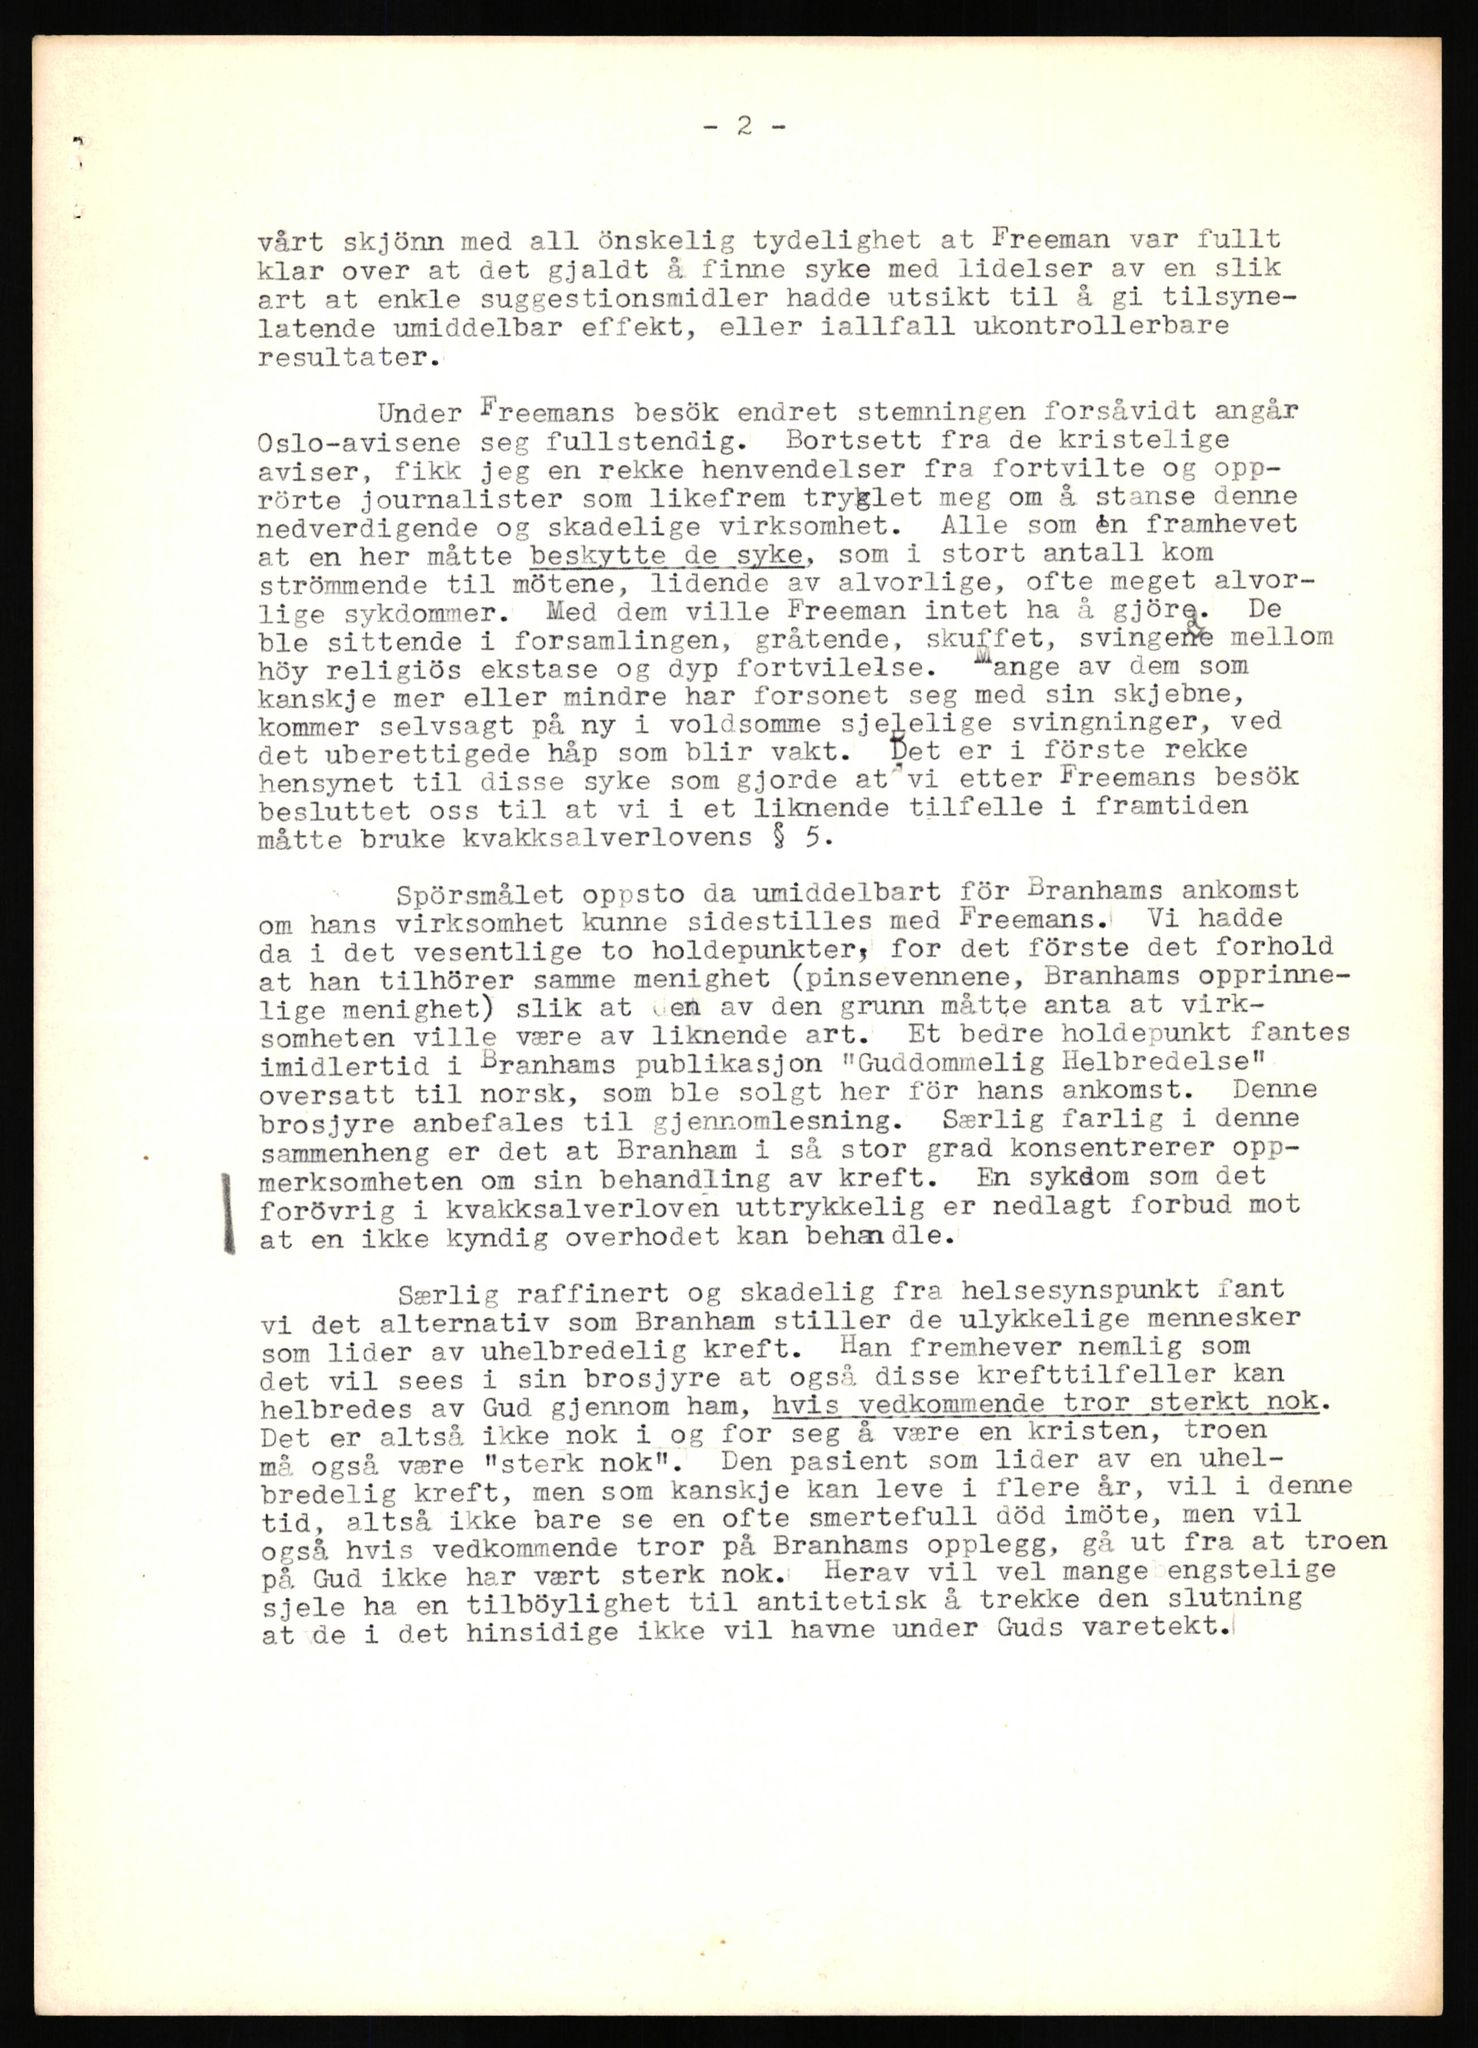 - 2 -
vårt skjönn med all önskelig tydelighet at Freeman var fullt
klar over at det gjaldt å finne syke med lidelser av en slik
art at enkle suggestionsmidler hadde utsikt til å gi tilsyne-
latende umiddelbar effekt, eller iallfall ukontrollerbare
resultater.
Under Freemans besök endret stemningen forsåvidt angår
Oslo-avisene seg fullstendig. Bortsett fra de kristelige
aviser, fikk jeg en rekke henvendelser fra fortvilte og opp-
rörte journalister som likefrem tryglet meg om å stanse denne
nedverdigende og skadelige virksomhet. Alle som én framhevet
at en her måtte beskytte de syke, som i stort antall kom
strömmende til mötene, lidende av alvorlige, ofte meget alvor-
lige sykdommer. Med dem ville Freeman intet ha å gjöre. De
ble sittende i forsamlingen, gråtende, skuffet, svingende mellom
höy religiös ekstase og dyp fortvilelse. Mange av dem som
kanskje mer eller mindre har forsonet seg med sin skjebne,
kommer selvsagt på ny i voldsomme sjelelige svingninger, ved
det uberettigede håp som blir vakt. Det er i förste rekke
hensynet til disse syke som gjorde at vi etter Freemans besök
besluttet oss til at vi i et liknende tilfelle i framtiden
måtte bruke kvakksalverlovens § 5.
Spörsmålet oppsto da umiddelbart för Branhams ankomst
om hans virksomhet kunne sidestilles med Freemans. Vi hadde
da i det vesentlige to holdepunkter, for det förste det forhold
at han tilhörer samme menighet (pinsevennene, Branhams opprinne-
lige menighet) slik at en av den grunn måtte anta at virk-
somheten ville være av liknende art. Et bedre holdepunkt fantes
imidlertid i Branhams publikasjon "Guddommelig Helbredelse"
oversatt til norsk, som ble solgt her för hans ankomst. Denne
brosjyre anbefales til gjennomlesning. Særlig farlig i denne
sammenheng er det at Branham i så stor grad konsentrerer opp-
merksomheten om sin behandling av kreft. En sykdom som det
forövrig i kvakksalverloven uttrykkelig er nedlagt forbud mot
at en ikke kyndig overhodet kan behandle.
Særlig raffinert og skadelig fra helsesynspunkt fant
vi det alternativ som Branham stiller de ulykkelige mennesker
som lider av uhelbredelig kreft. Han fremhever nemlig som
det vil sees i sin brosjyre at også disse krefttilfeller kan
helbredes av Gud gjennom ham, hvis vedkommende tror sterkt nok.
Det er altså ikke nok i og for seg å være en kristen, troen
må også være "sterk nok". Den pasient som lider av en uhel-
bredelig kreft, men som kanskje kan leve i flere år, vil i denne
tid, altså ikke bare se en ofte smertefull död imöte, men vil
også hvis vedkommende tror på Branhams opplegg, gå ut fra at troen
på Gud ikke har vært sterk nok. Herav vil vel mange engstelige
sjele ha en tilböylighet til antitetisk å trekke den slutning
at de i det hinsidige ikke vil havne under Guds varetekt.